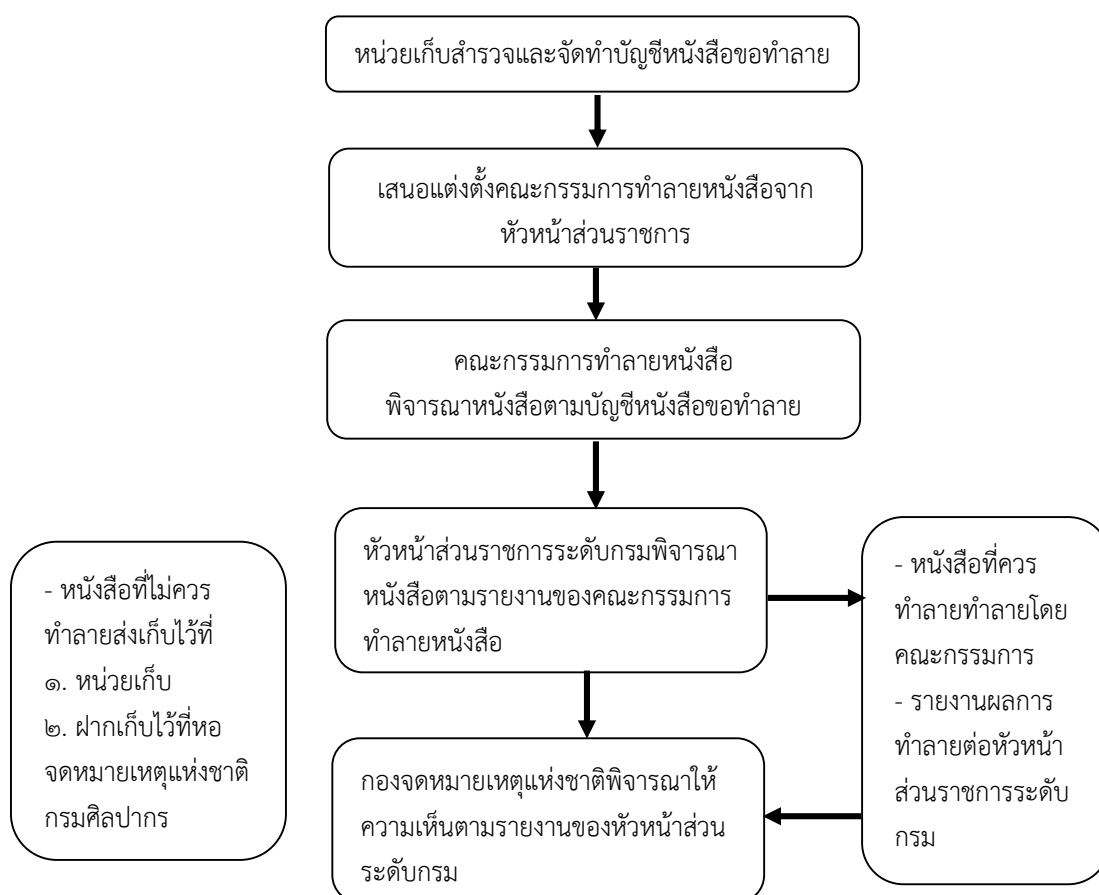 หน่วยเก็บสำรวจและจัดทำบัญชีหนังสือขอทำลาย
เสนอแต่งตั้งคณะกรรมการทำลายหนังสือจาก
หัวหน้าส่วนราชการ
คณะกรรมการทำลายหนังสือ
พิจารณาหนังสือตามบัญชีหนังสือขอทำลาย
หัวหน้าส่วนราชการระดับกรมพิจารณา
หนังสือตามรายงานของคณะกรรมการ
ทำลายหนังสือ
- หนังสือที่ไม่ควร
ทำลายส่งเก็บไว้ที่
๑. หน่วยเก็บ
๒. ฝากเก็บไว้ที่หอ
จดหมายเหตุแห่งชาติ
กรมศิลปากร
- หนังสือที่ควร
ทำลายทำลายโดย
คณะกรรมการ
- รายงานผลการ
ทำลายต่อหัวหน้า
ส่วนราชการระดับ
กรม
กองจดหมายเหตุแห่งชาติพิจารณาให้
ความเห็นตามรายงานของหัวหน้าส่วน
ระดับกรม